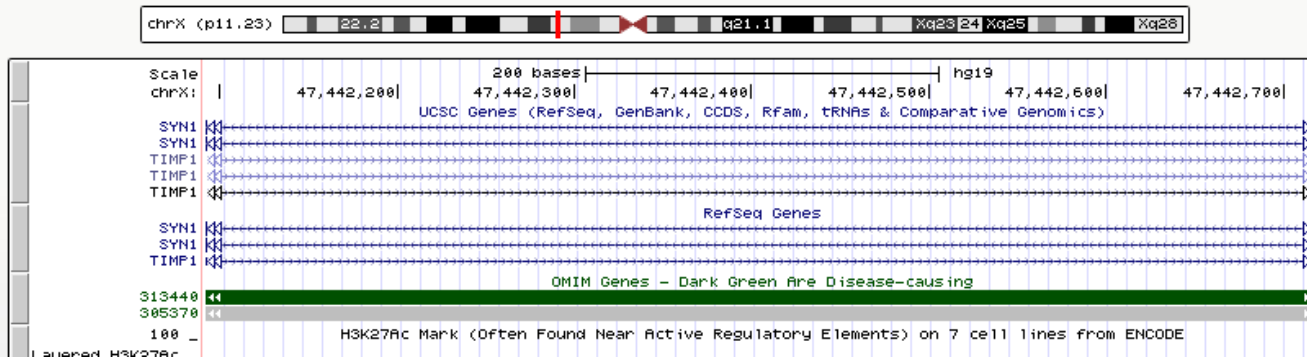 chrX (p11.23) 22.2 q21.1 Xq23 24 Xq25 Xq28
Scale 200 bases hg19
chrX: 47,442,200 47,442,300 47,442,400 47,442,500 47,442,600 47,442,700
UCSC Genes (RefSeq, GenBank, CCDS, Rfam, tRNAs & Comparative Genomics)
SYN1
SYN1
TIMP1
TIMP1
TIMP1
RefSeq Genes
SYN1
SYN1
TIMP1
OMIM Genes - Dark Green Are Disease-causing
313440
305370
100 _ H3K27Ac Mark (Often Found Near Active Regulatory Elements) on 7 cell lines from ENCODE
Layered H3K27Ac